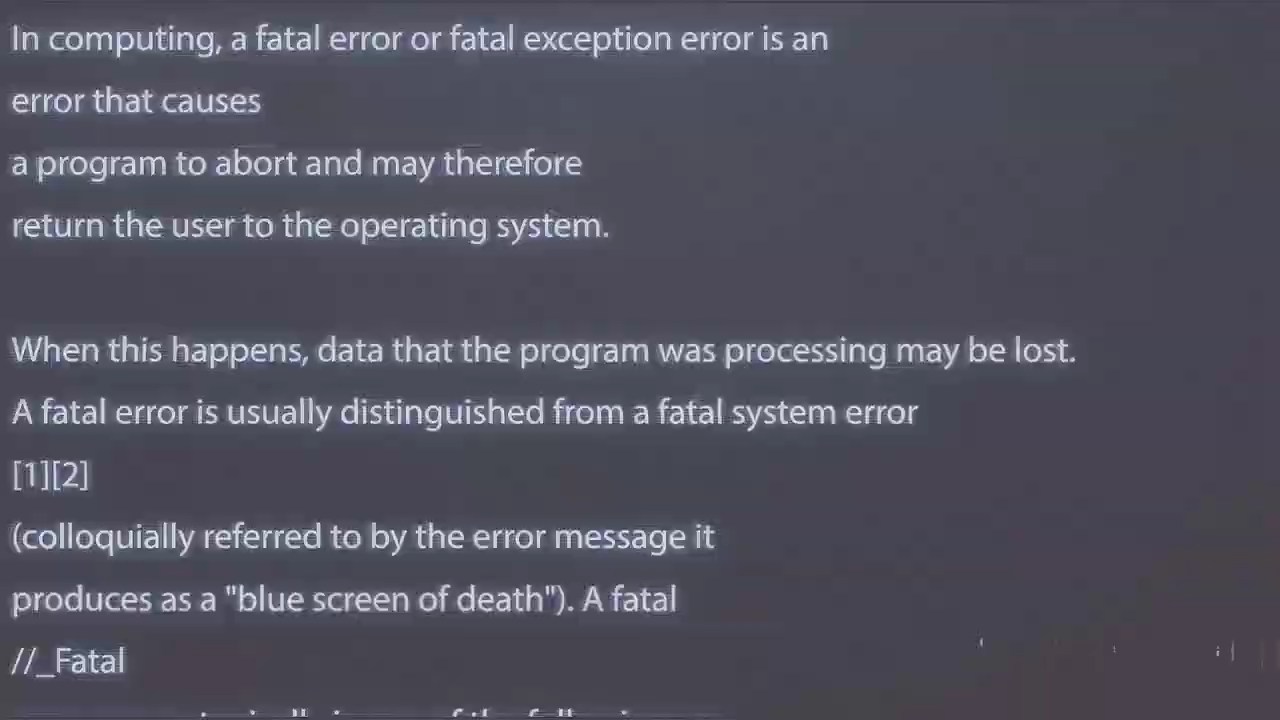 In computing, a fatal error or fatal exception error is an
error that causes
a program to abort and may therefore
return the user to the operating system.
When this happens, data that the program was processing may be lost.
A fatal error is usually distinguished from a fatal system error
[1][2]
(colloquially referred to by the error message it
produces as a "blue screen of death"). A fatal
//_Fatal